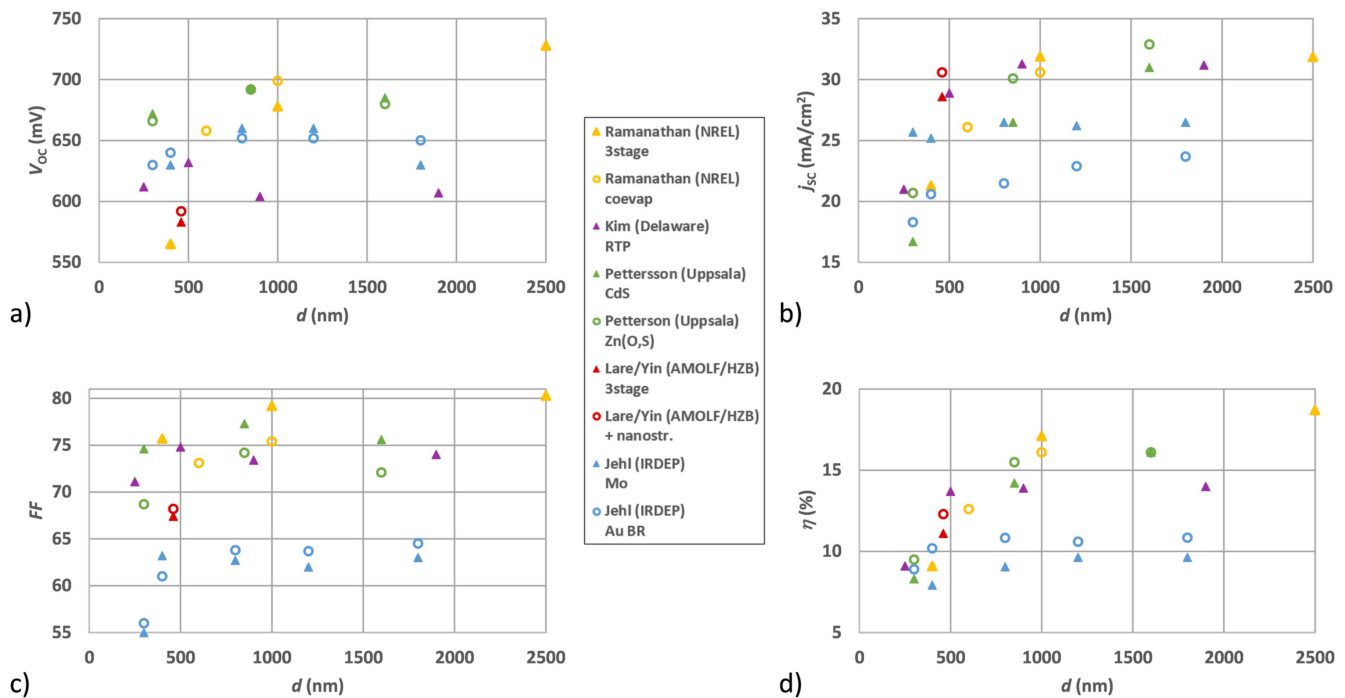 750
700
650
600
550
V_OC (mV)
0
500
1000
1500
2000
2500
d (nm)
a)
Ramanathan (NREL)
3stage
Ramanathan (NREL)
coevap
Kim (Delaware)
RTP
Pettersson (Uppsala)
CdS
Petterson (Uppsala)
Zn(O,S)
Lare/Yin (AMOLF/HZB)
3stage
Lare/Yin (AMOLF/HZB)
+ nanostr.
Jehl (IRDEP)
Mo
Jehl (IRDEP)
Au BR
35
30
25
20
15
j_SC (mA/cm²)
0
500
1000
1500
2000
2500
d (nm)
b)
80
75
70
65
60
55
FF
0
500
1000
1500
2000
2500
d (nm)
c)
20
15
10
5
η (%)
0
500
1000
1500
2000
2500
d (nm)
d)